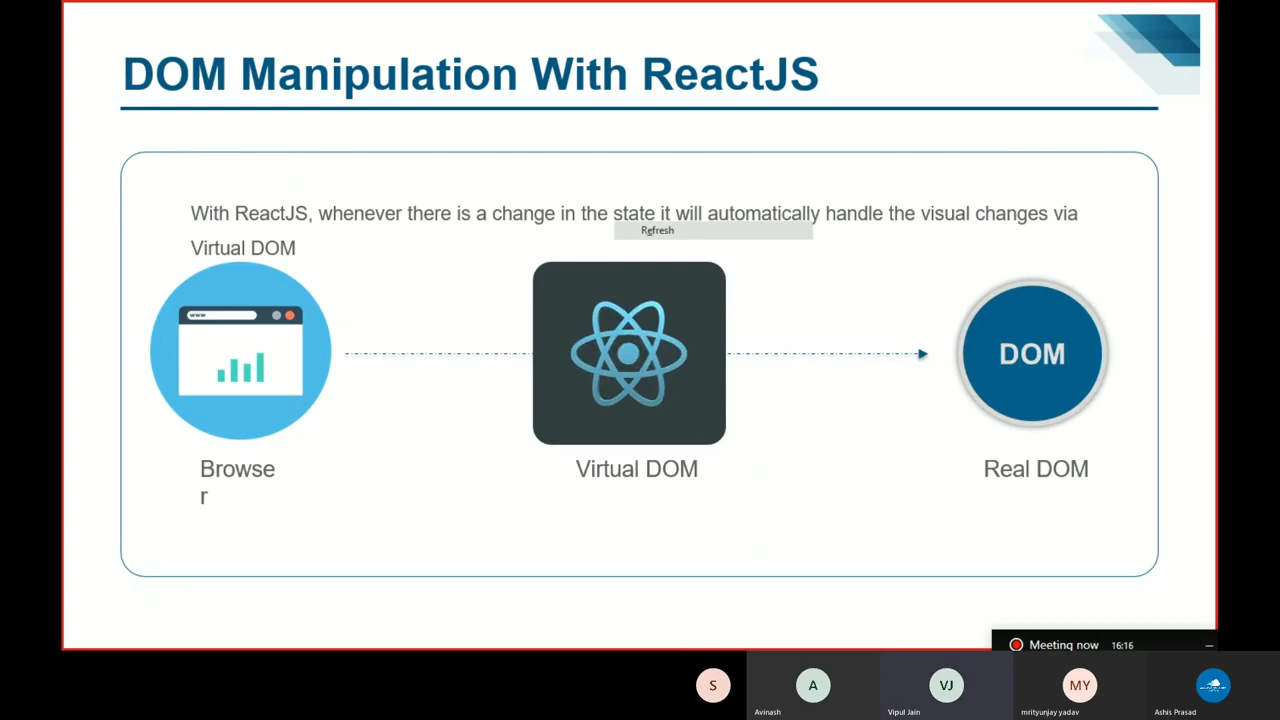 DOM Manipulation With ReactJS
With ReactJS, whenever there is a change in the state it will automatically handle the visual changes via
Refresh
Virtual DOM
www
DOM
Browse
r
Virtual DOM
Real DOM
Meeting now 16:16
S
A
VJ
MY
Avinash
Vipul Jain
mrityunjay yadav
Ashis Prasad